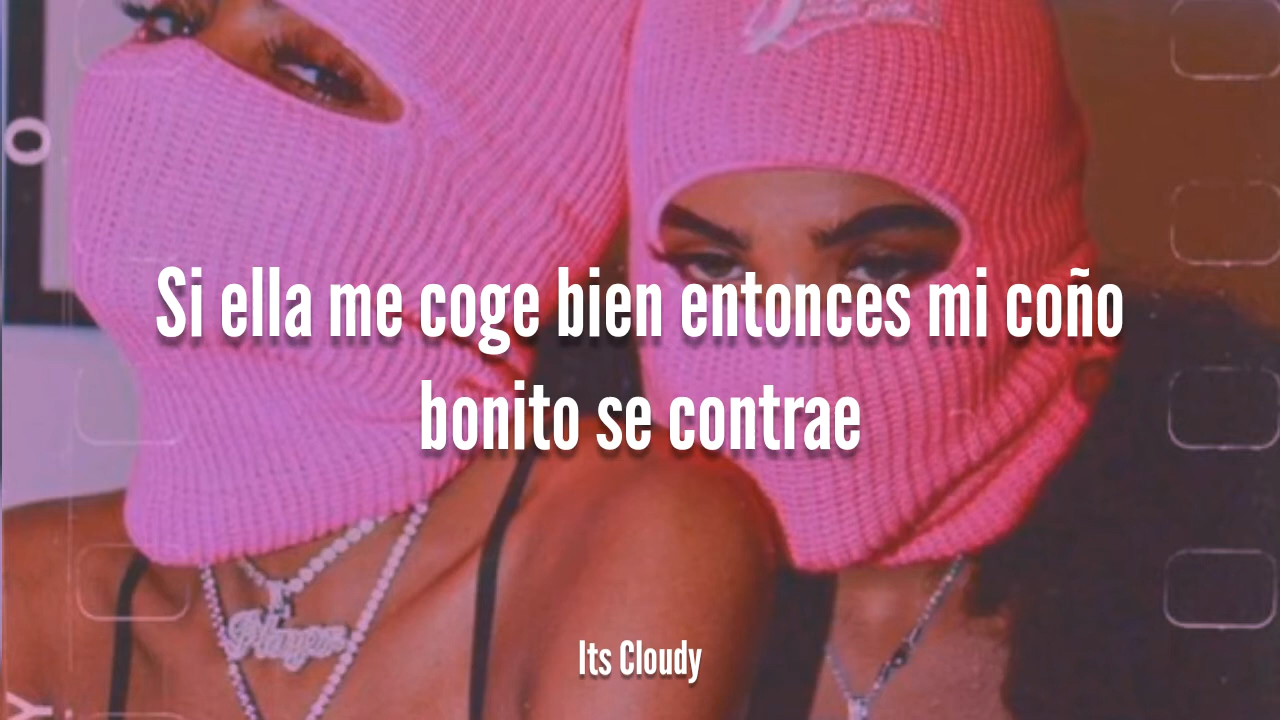 O
Si ella me coge bien entonces mi coño
bonito se contrae
Its Cloudy
Y